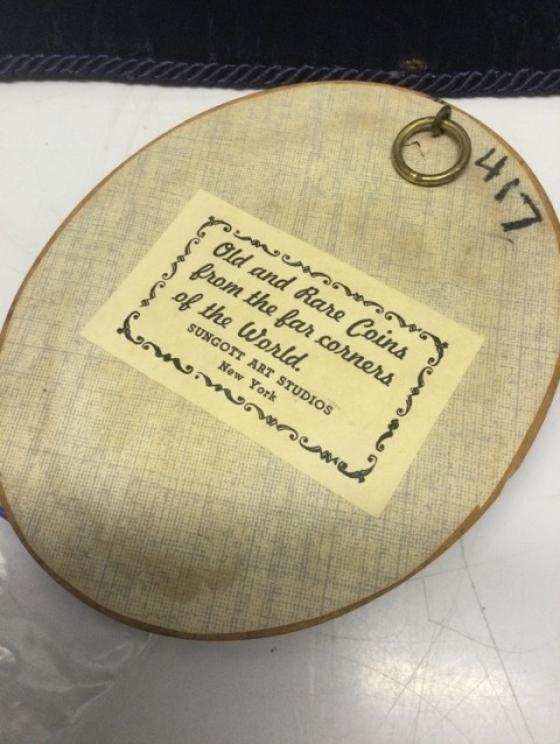 417
Old and Rare Coins
from the far corners
of the World.
SUNGOTT ART STUDIOS
New York